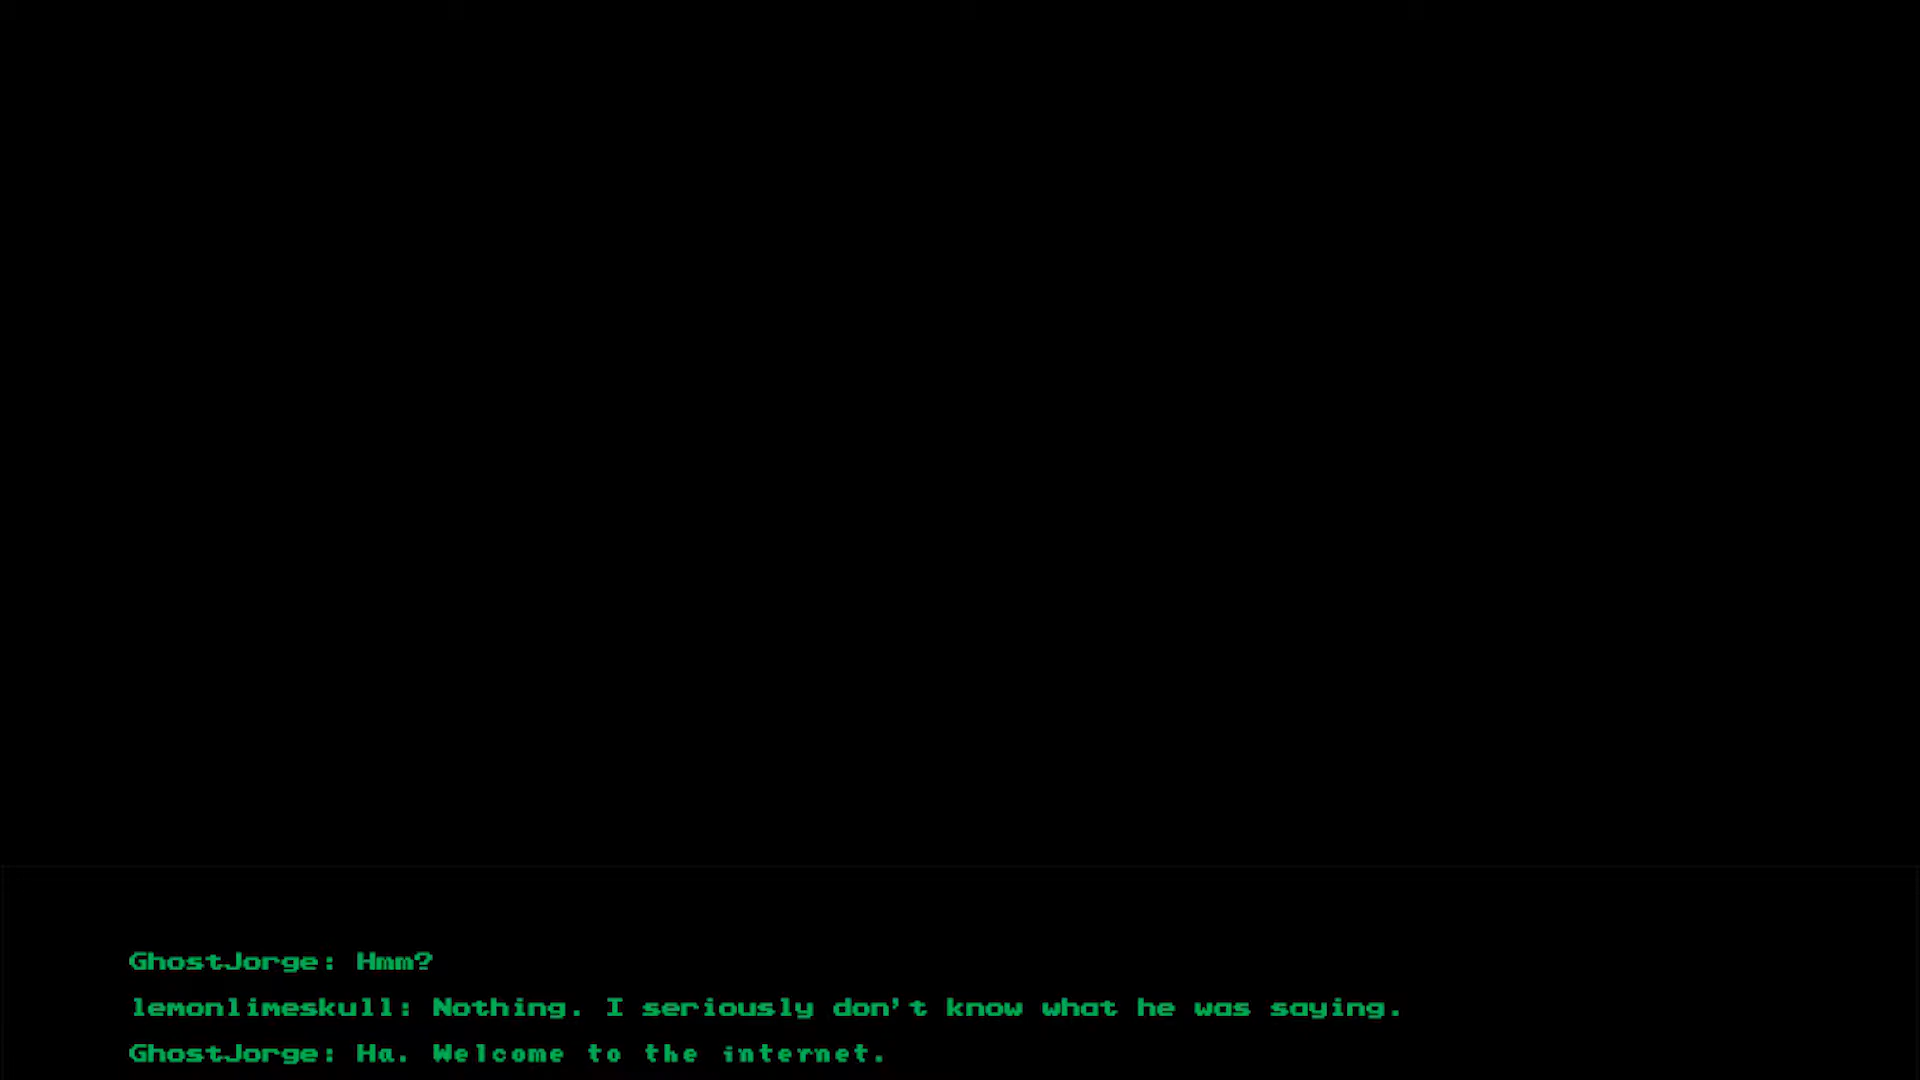 GhostJorge: Hmm?
lemonlimeskull: Nothing. I seriously don't know what he was saying.
GhostJorge: Ha. Welcome to the internet.